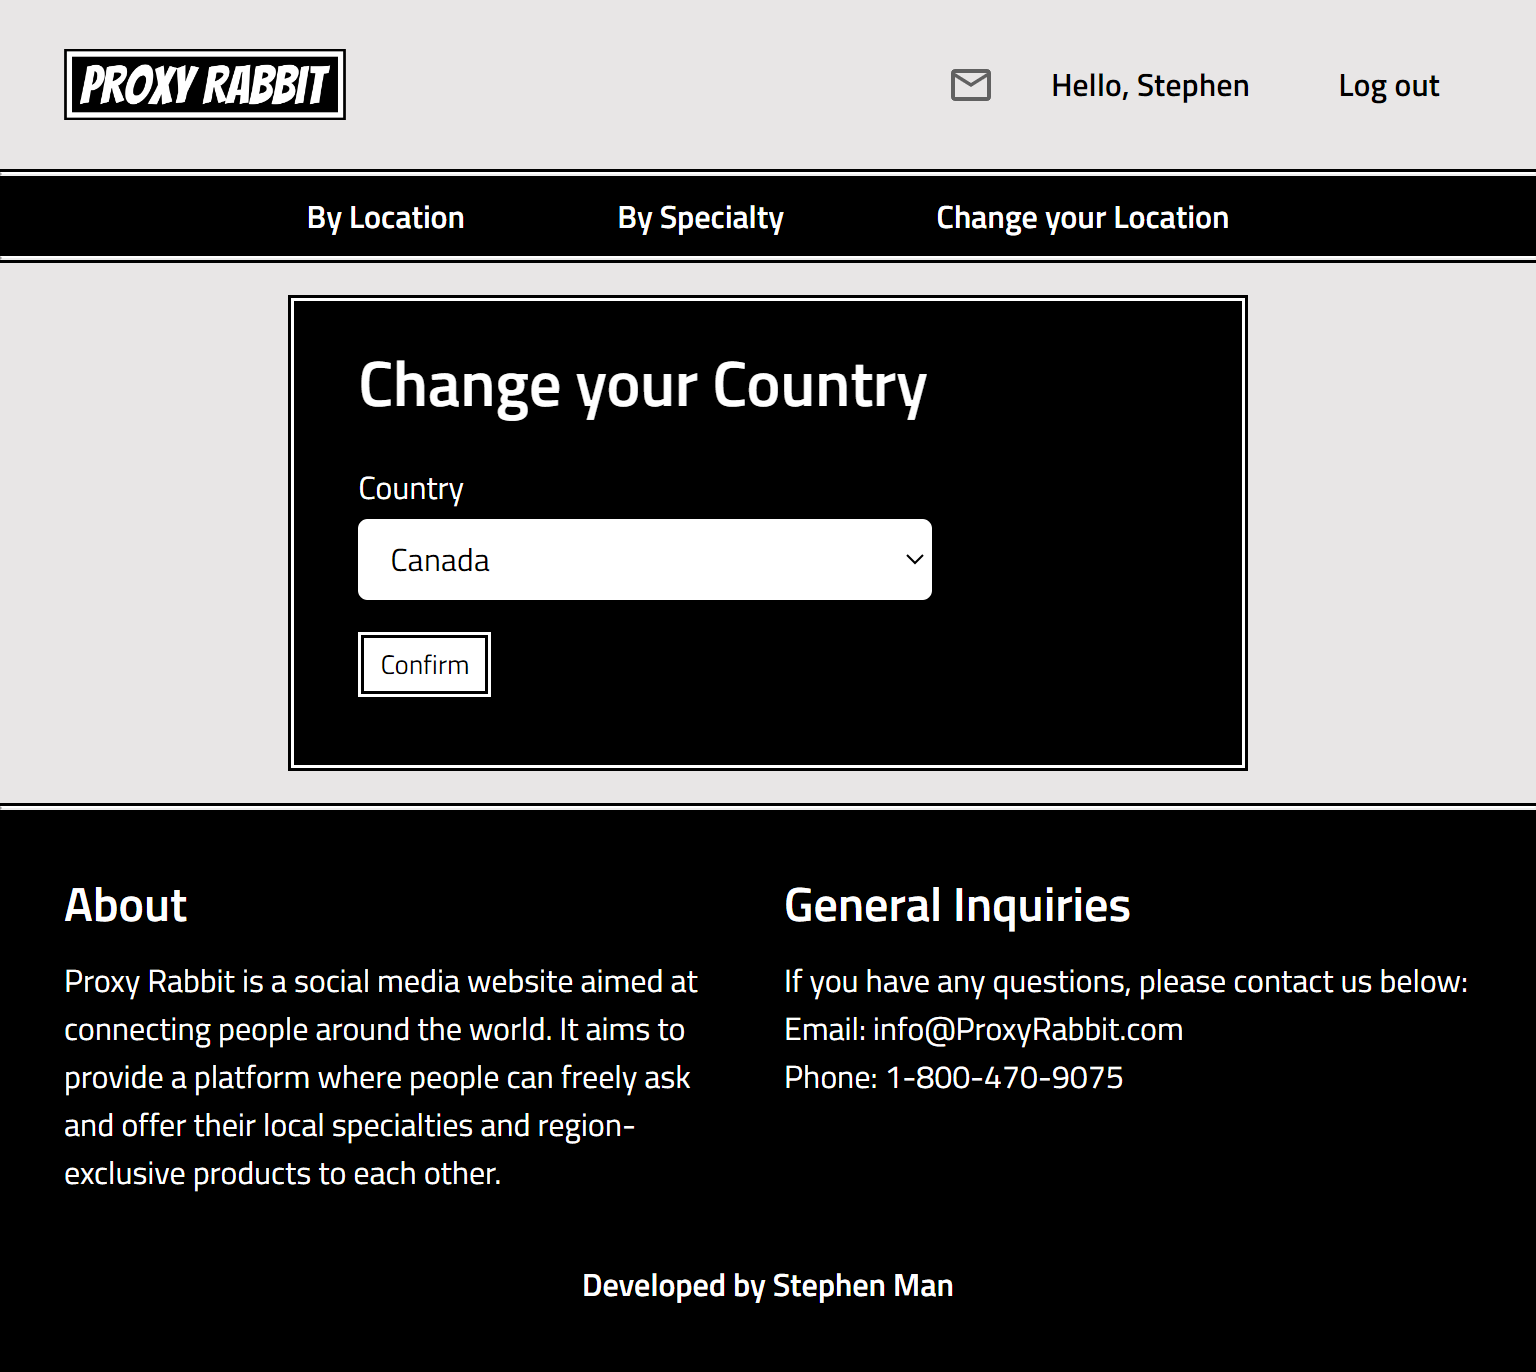 PROXY RABBIT
Hello, Stephen
Log out
By Location
By Specialty
Change your Location
Change your Country
Country
Canada
Confirm
About
Proxy Rabbit is a social media website aimed at
connecting people around the world. It aims to
provide a platform where people can freely ask
and offer their local specialties and region-
exclusive products to each other.
General Inquiries
If you have any questions, please contact us below:
Email: info@ProxyRabbit.com
Phone: 1-800-470-9075
Developed by Stephen Man